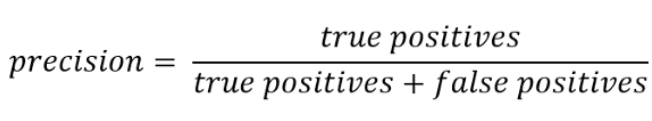 precision = true positives
true positives + false positives